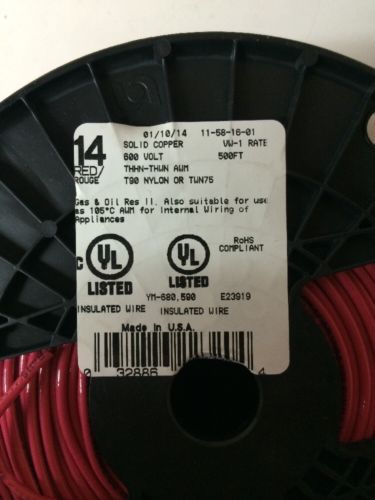 01/10/14 11-58-16-01
14 SOLID COPPER VW-1 RATE
600 VOLT 500FT
RED/ THHN-THWN AWM
ROUGE T90 NYLON OR TWN75
Gas & Oil Res II. Also suitable for use
as 105°C AWM for Internal Wiring of
Appliances
RoHS
COMPLIANT
C UL UL
LISTED LISTED
YM-680,590 E23919
INSULATED WIRE INSULATED WIRE
Made In U.S.A.
0 32886 4